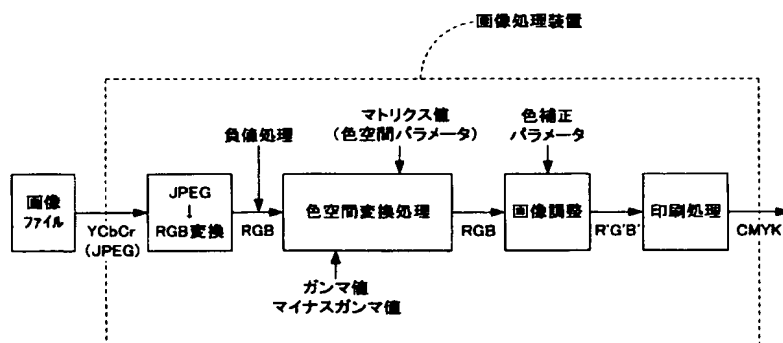 画像処理装置
マトリクス値
(色空間パラメータ)
色補正
パラメータ
負値処理
画像
ファイル
YCbCr
(JPEG)
JPEG
↓
RGB変換
RGB
色空間変換処理
RGB
画像調整
R'G'B'
印刷処理
CMYK
ガンマ値
マイナスガンマ値